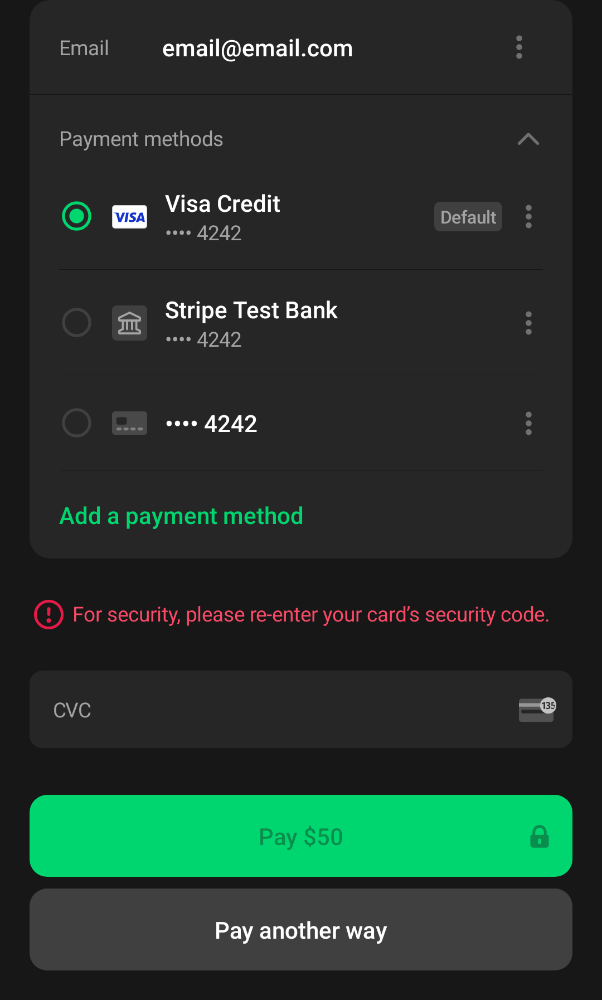 Email email@email.com
Payment methods
VISA Visa Credit Default
•••• 4242
Stripe Test Bank
•••• 4242
•••• 4242
Add a payment method
For security, please re-enter your card’s security code.
CVC 135
Pay $50
Pay another way